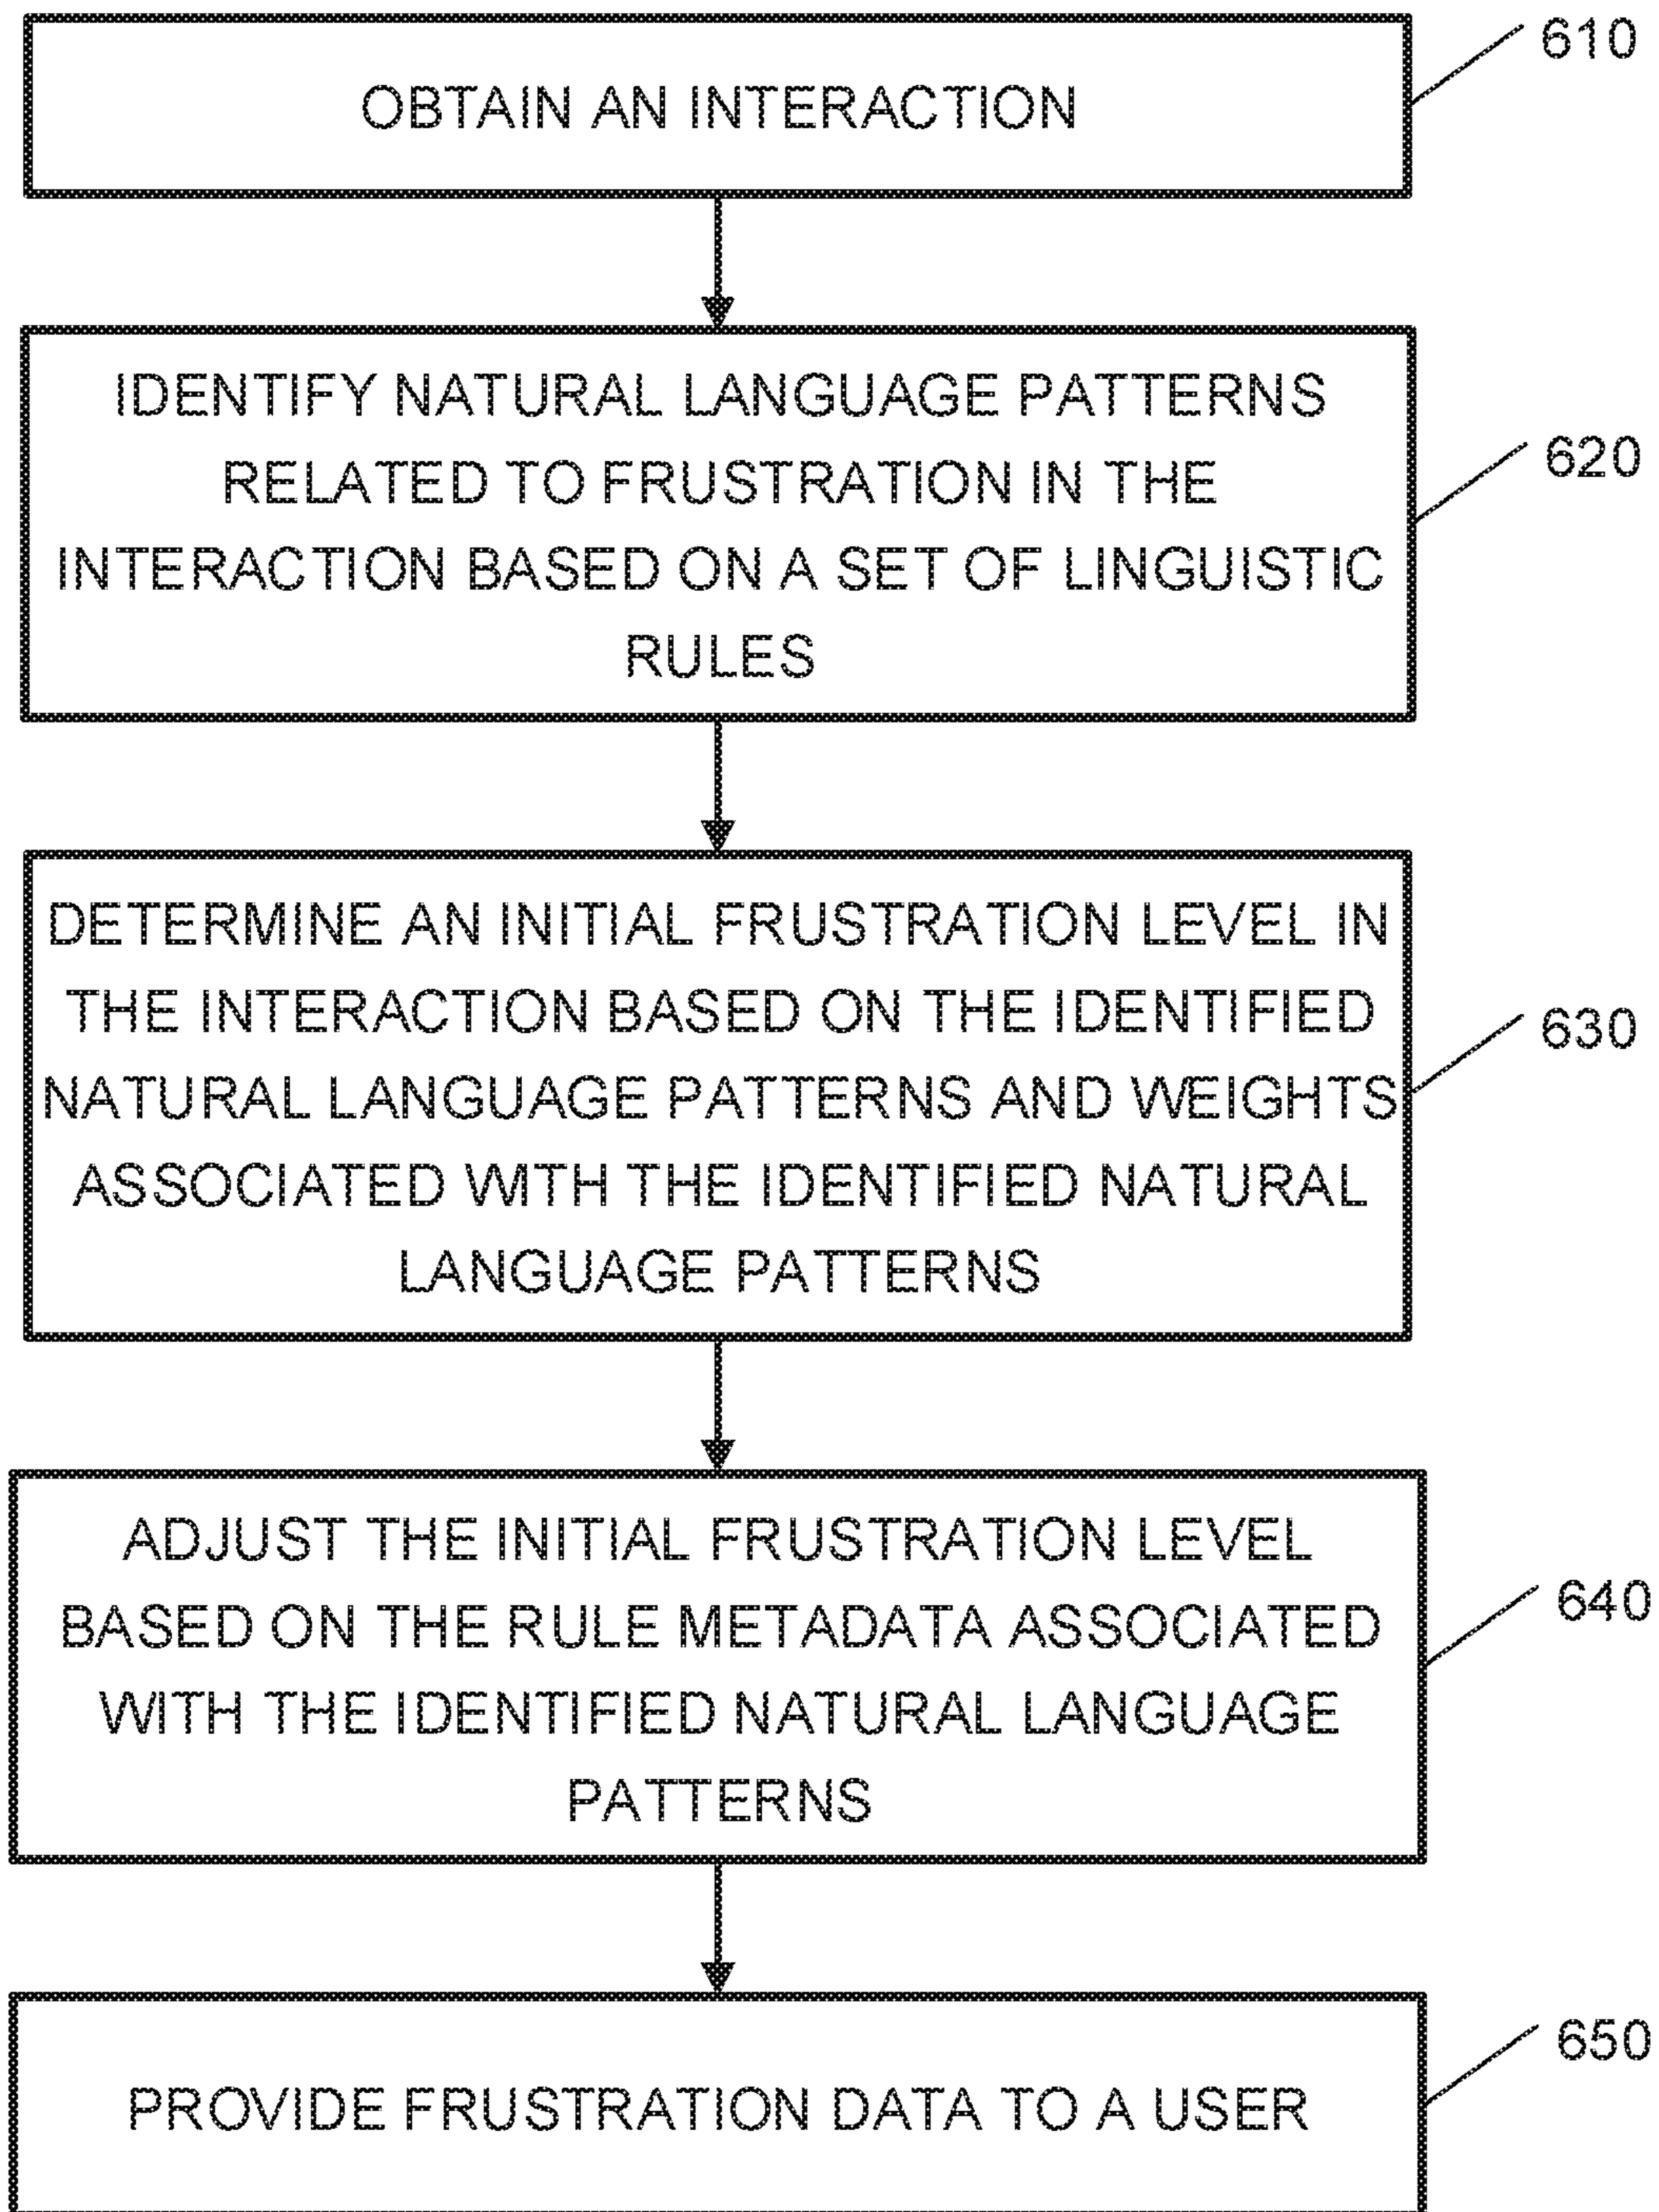 OBTAIN AN INTERACTION
610
IDENTIFY NATURAL LANGUAGE PATTERNS
RELATED TO FRUSTRATION IN THE
INTERACTION BASED ON A SET OF LINGUISTIC
RULES
620
DETERMINE AN INITIAL FRUSTRATION LEVEL IN
THE INTERACTION BASED ON THE IDENTIFIED
NATURAL LANGUAGE PATTERNS AND WEIGHTS
ASSOCIATED WITH THE IDENTIFIED NATURAL
LANGUAGE PATTERNS
630
ADJUST THE INITIAL FRUSTRATION LEVEL
BASED ON THE RULE METADATA ASSOCIATED
WITH THE IDENTIFIED NATURAL LANGUAGE
PATTERNS
640
PROVIDE FRUSTRATION DATA TO A USER
650